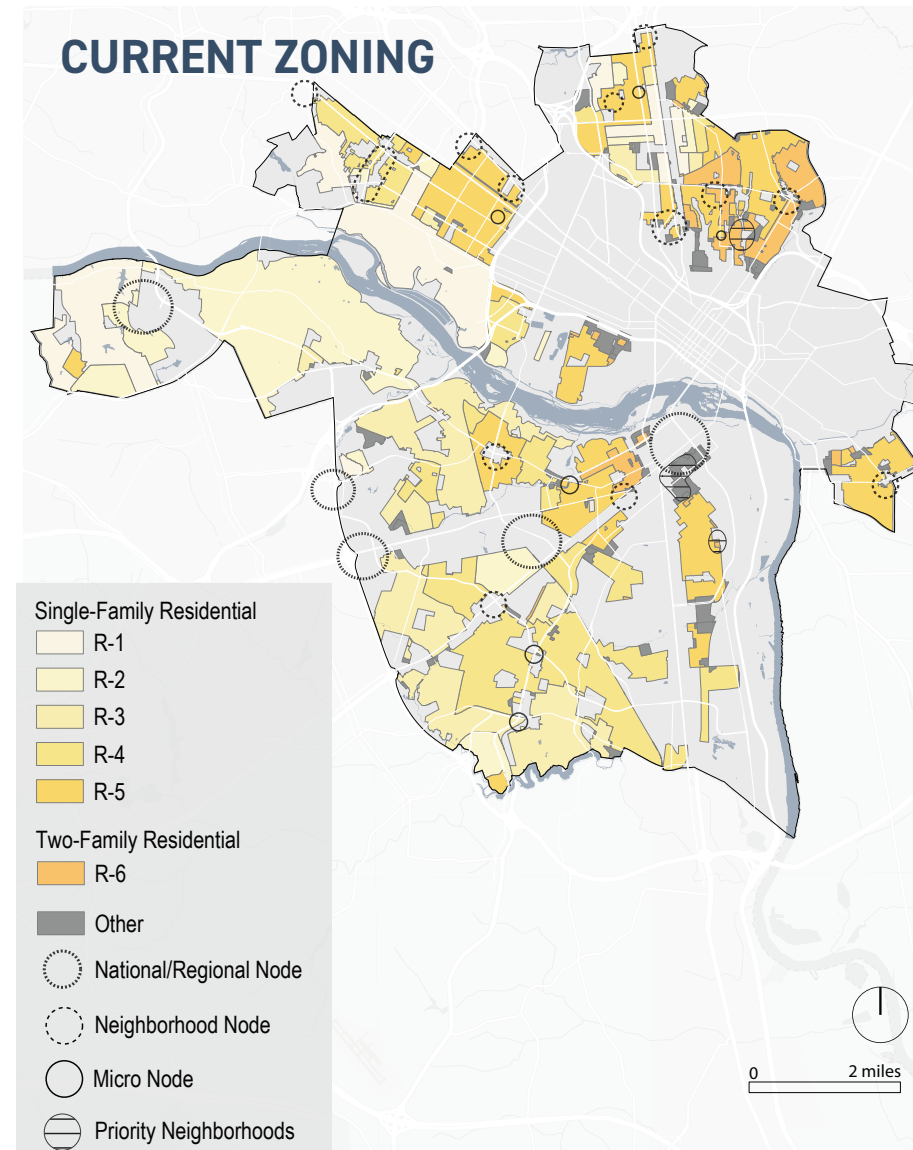 CURRENT ZONING
Single-Family Residential
R-1
R-2
R-3
R-4
R-5
Two-Family Residential
R-6
Other
National/Regional Node
Neighborhood Node
Micro Node
Priority Neighborhoods
0 2 miles